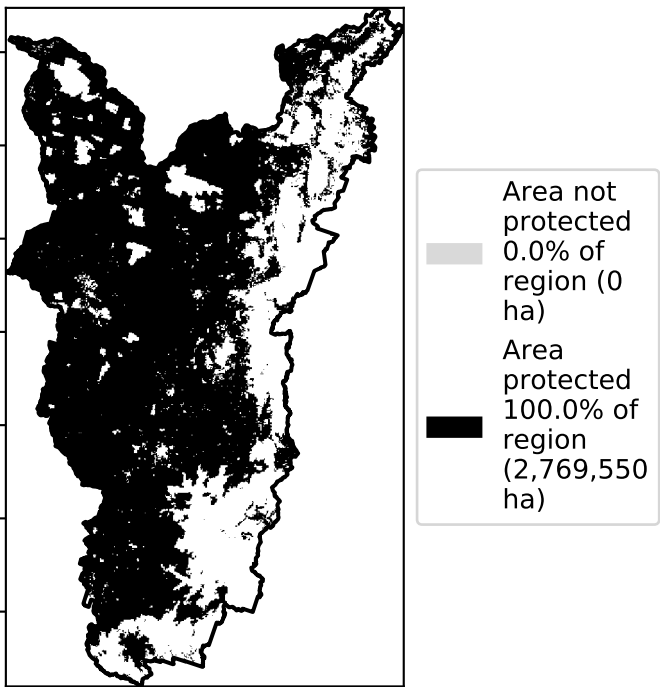 Area not
protected
0.0% of
region (0
ha)
Area
protected
100.0% of
region
(2,769,550
ha)